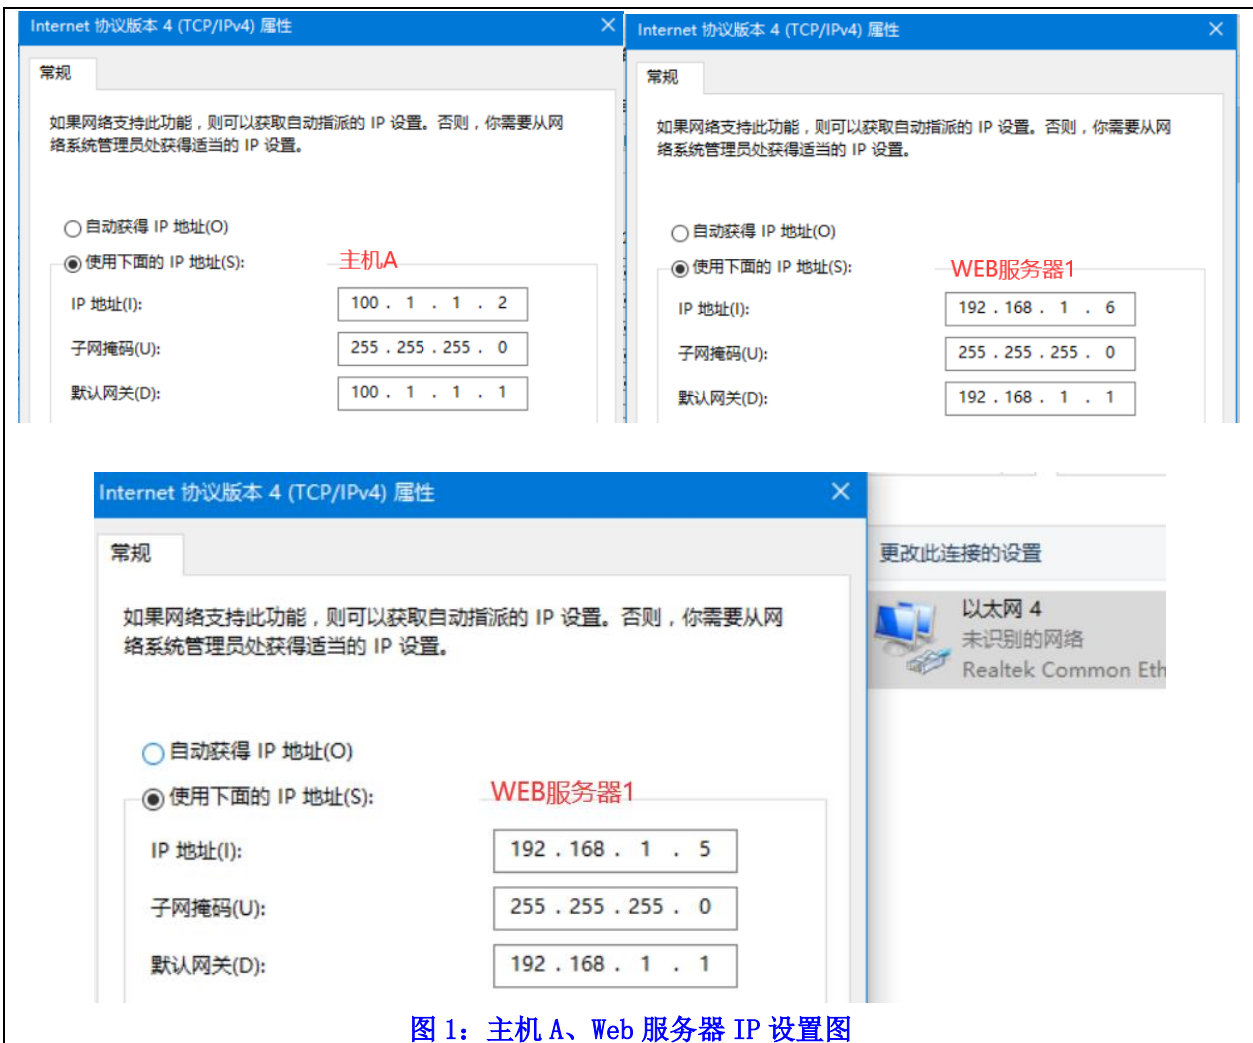 Internet 协议版本 4 (TCP/IPv4) 属性
常规
如果网络支持此功能，则可以获取自动指派的 IP 设置。否则，你需要从网
络系统管理员处获得适当的 IP 设置。
自动获得 IP 地址(O)
使用下面的 IP 地址(S):
主机A
IP 地址(I):
100 . 1 . 1 . 2
子网掩码(U):
255 . 255 . 255 . 0
默认网关(D):
100 . 1 . 1 . 1
Internet 协议版本 4 (TCP/IPv4) 属性
常规
如果网络支持此功能，则可以获取自动指派的 IP 设置。否则，你需要从网
络系统管理员处获得适当的 IP 设置。
自动获得 IP 地址(O)
使用下面的 IP 地址(S):
WEB服务器1
IP 地址(I):
192 . 168 . 1 . 6
子网掩码(U):
255 . 255 . 255 . 0
默认网关(D):
192 . 168 . 1 . 1
Internet 协议版本 4 (TCP/IPv4) 属性
常规
如果网络支持此功能，则可以获取自动指派的 IP 设置。否则，你需要从网
络系统管理员处获得适当的 IP 设置。
自动获得 IP 地址(O)
使用下面的 IP 地址(S):
WEB服务器1
IP 地址(I):
192 . 168 . 1 . 5
子网掩码(U):
255 . 255 . 255 . 0
默认网关(D):
192 . 168 . 1 . 1
更改此连接的设置
以太网 4
未识别的网络
Realtek Common Eth
图 1：主机 A、Web 服务器 IP 设置图